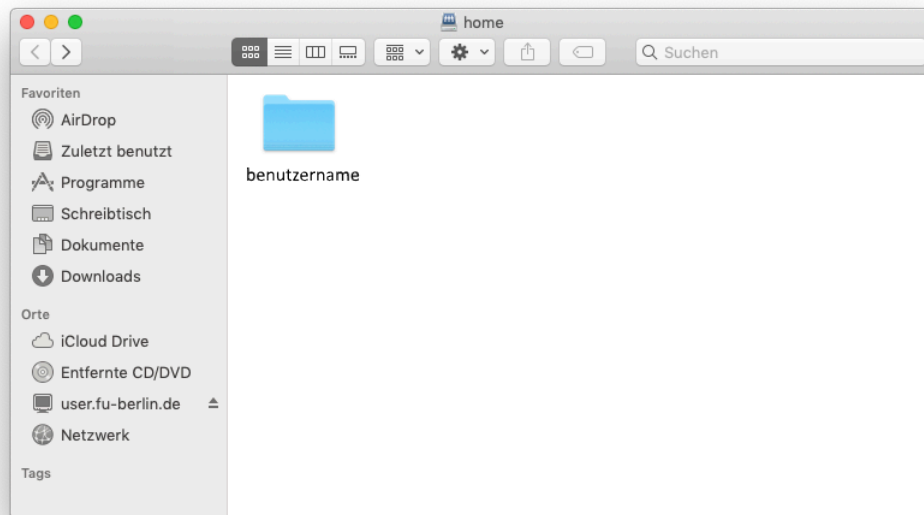 home
Suchen
Favoriten
AirDrop
Zuletzt benutzt
Programme
Schreibtisch
Dokumente
Downloads
Orte
iCloud Drive
Entfernte CD/DVD
user.fu-berlin.de
Netzwerk
Tags
benutzername